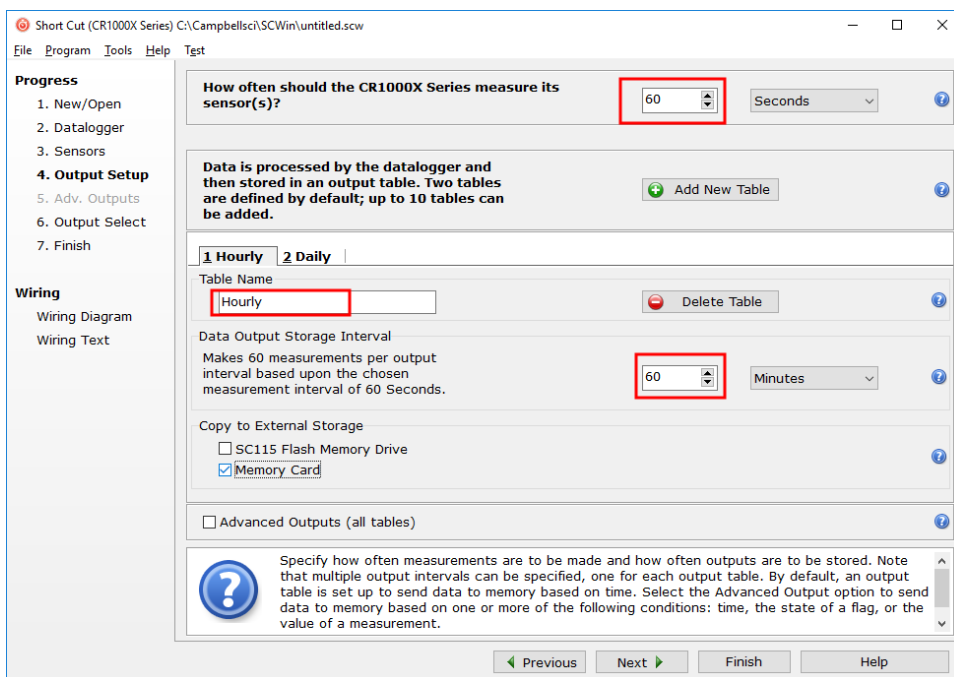 Short Cut (CR1000X Series) C:\Campbellsci\SCWin\untitled.scw
File Program Tools Help Test
Progress
1. New/Open
2. Datalogger
3. Sensors
4. Output Setup
5. Adv. Outputs
6. Output Select
7. Finish
Wiring
Wiring Diagram
Wiring Text
How often should the CR1000X Series measure its
sensor(s)?
60
Seconds
Data is processed by the datalogger and
then stored in an output table. Two tables
are defined by default; up to 10 tables can
be added.
Add New Table
1 Hourly
2 Daily
Table Name
Hourly
Delete Table
Data Output Storage Interval
Makes 60 measurements per output
interval based upon the chosen
measurement interval of 60 Seconds.
60
Minutes
Copy to External Storage
SC115 Flash Memory Drive
Memory Card
Advanced Outputs (all tables)
Specify how often measurements are to be made and how often outputs are to be stored. Note
that multiple output intervals can be specified, one for each output table. By default, an output
table is set up to send data to memory based on time. Select the Advanced Output option to send
data to memory based on one or more of the following conditions: time, the state of a flag, or the
value of a measurement.
Previous
Next
Finish
Help